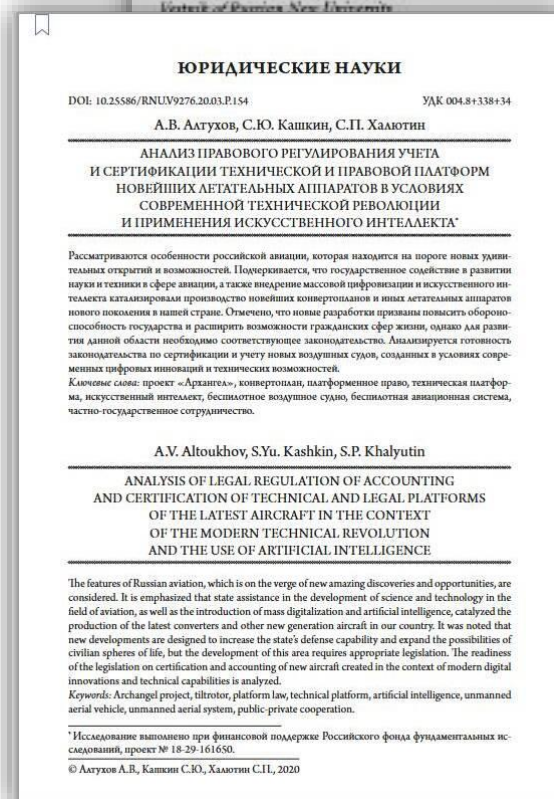 Vestnik of Russian New University
ЮРИДИЧЕСКИЕ НАУКИ
DOI: 10.25586/RNU.V9276.20.03.P.154
УДК 004.8+338+34
А.В. Алтухов, С.Ю. Кашкин, С.П. Халютин
АНАЛИЗ ПРАВОВОГО РЕГУЛИРОВАНИЯ УЧЕТА
И СЕРТИФИКАЦИИ ТЕХНИЧЕСКОЙ И ПРАВОВОЙ ПЛАТФОРМ
НОВЕЙШИХ ЛЕТАТЕЛЬНЫХ АППАРАТОВ В УСЛОВИЯХ
СОВРЕМЕННОЙ ТЕХНИЧЕСКОЙ РЕВОЛЮЦИИ
И ПРИМЕНЕНИЯ ИСКУССТВЕННОГО ИНТЕЛЛЕКТА*
Рассматриваются особенности российской авиации, которая находится на пороге новых удиви-
тельных открытий и возможностей. Подчеркивается, что государственное содействие в развитии
науки и техники в сфере авиации, а также внедрение массовой цифровизации и искусственного ин-
теллекта катализировали производство новейших конвертопланов и иных летательных аппаратов
нового поколения в нашей стране. Отмечено, что новые разработки призваны повысить обороно-
способность государства и расширить возможности гражданских сфер жизни, однако для разви-
тия данной области необходимо соответствующее законодательство. Анализируется готовность
законодательства по сертификации и учету новых воздушных судов, созданных в условиях совре-
менных цифровых инноваций и технических возможностей.
Ключевые слова: проект «Архангел», конвертоплан, платформенное право, техническая платфор-
ма, искусственный интеллект, беспилотное воздушное судно, беспилотная авиационная система,
частно-государственное сотрудничество.
A.V. Altoukhov, S.Yu. Kashkin, S.P. Khalyutin
ANALYSIS OF LEGAL REGULATION OF ACCOUNTING
AND CERTIFICATION OF TECHNICAL AND LEGAL PLATFORMS
OF THE LATEST AIRCRAFT IN THE CONTEXT
OF THE MODERN TECHNICAL REVOLUTION
AND THE USE OF ARTIFICIAL INTELLIGENCE
The features of Russian aviation, which is on the verge of new amazing discoveries and opportunities, are
considered. It is emphasized that state assistance in the development of science and technology in the
field of aviation, as well as the introduction of mass digitalization and artificial intelligence, catalyzed the
production of the latest converters and other new generation aircraft in our country. It was noted that
new developments are designed to increase the state's defense capability and expand the possibilities of
civilian spheres of life, but the development of this area requires appropriate legislation. The readiness
of the legislation on certification and accounting of new aircraft created in the context of modern digital
innovations and technical capabilities is analyzed.
Keywords: Archangel project, tiltrotor, platform law, technical platform, artificial intelligence, unmanned
aerial vehicle, unmanned aerial system, public-private cooperation.
* Исследование выполнено при финансовой поддержке Российского фонда фундаментальных ис-
следований, проект № 18-29-161650.
© Алтухов А.В., Кашкин С.Ю., Халютин С.П., 2020